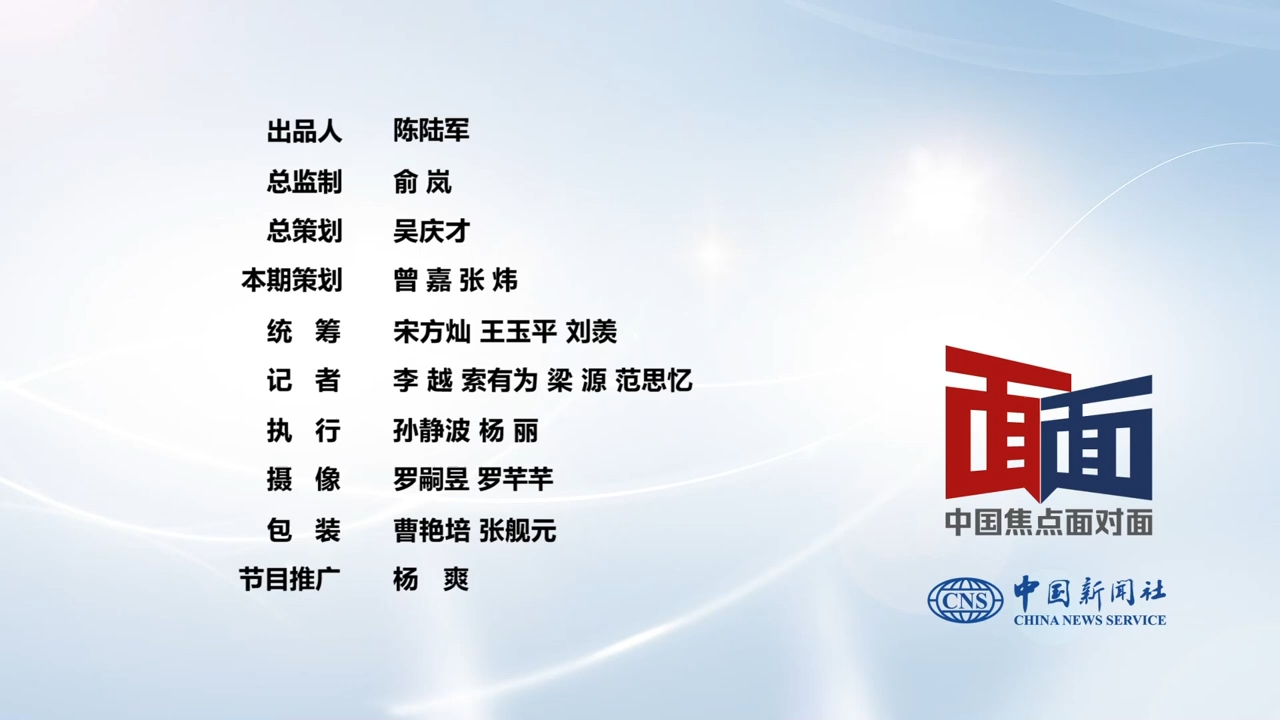 出品人 陈陆军
总监制 俞 岚
总策划 吴庆才
本期策划 曾 嘉 张 炜
统 筹 宋方灿 王玉平 刘羡
记 者 李 越 索有为 梁 源 范思忆
执 行 孙静波 杨 丽
摄 像 罗嗣昱 罗芊芊
包 装 曹艳培 张舰元
节目推广 杨 爽
面面
中国焦点面对面
CNS 中国新闻社
CHINA NEWS SERVICE